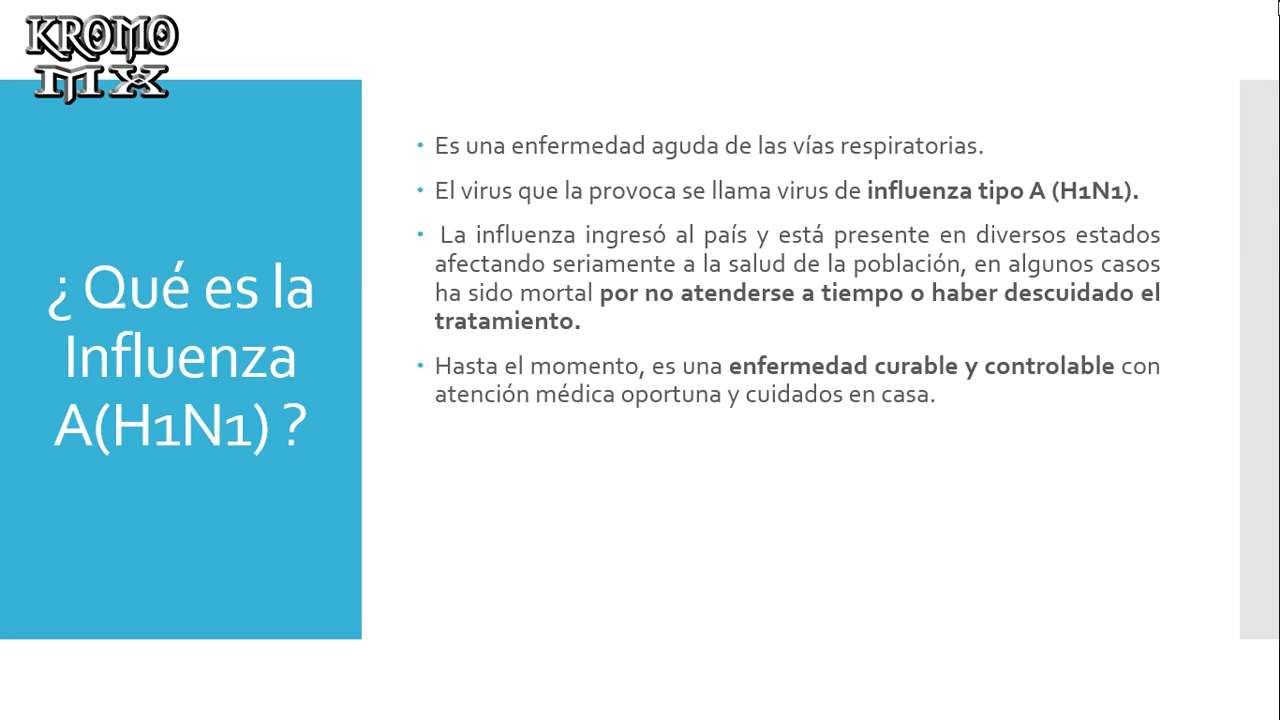 KROMO
MX
¿ Qué es la
Influenza
A(H1N1) ?
• Es una enfermedad aguda de las vías respiratorias.
• El virus que la provoca se llama virus de influenza tipo A (H1N1).
• La influenza ingresó al país y está presente en diversos estados
afectando seriamente a la salud de la población, en algunos casos
ha sido mortal por no atenderse a tiempo o haber descuidado el
tratamiento.
• Hasta el momento, es una enfermedad curable y controlable con
atención médica oportuna y cuidados en casa.